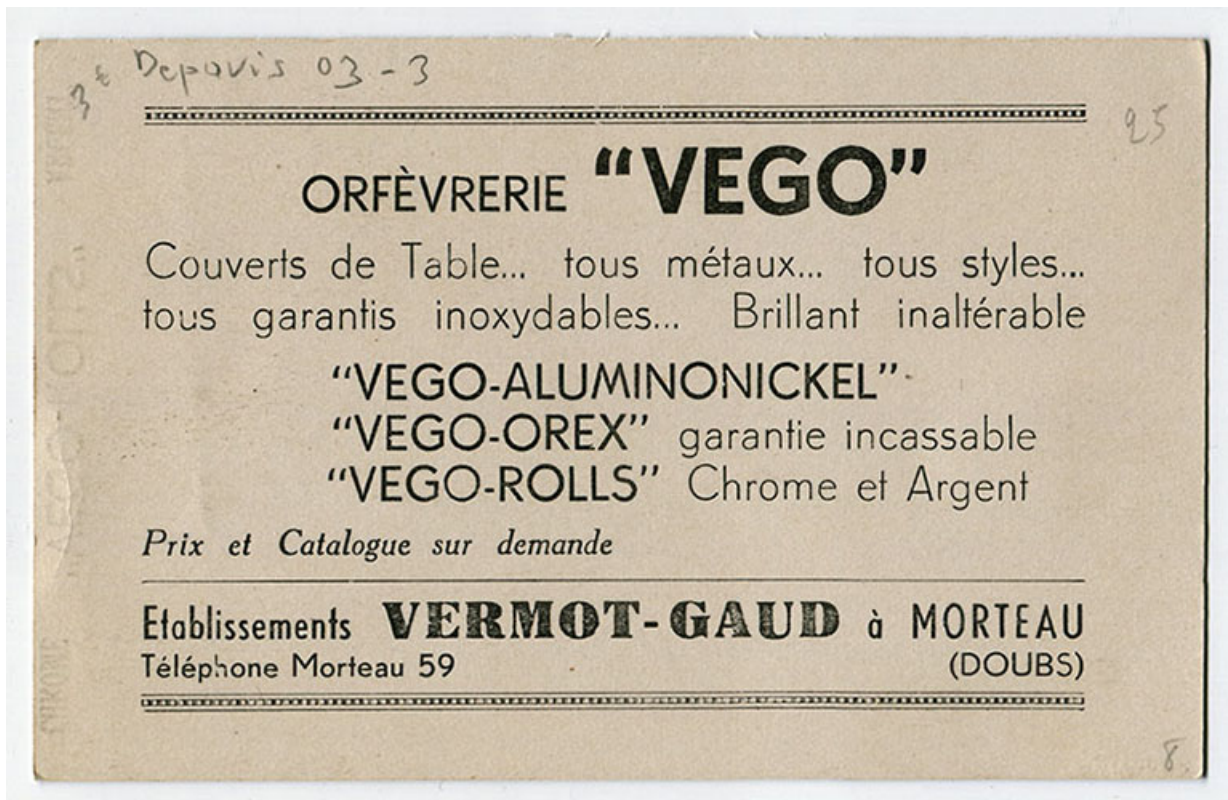 3€ Depavis 03-3
25
ORFÈVRERIE “VEGO”
Couverts de Table... tous métaux... tous styles...
tous garantis inoxydables... Brillant inaltérable
“VEGO-ALUMINONICKEL”
“VEGO-OREX” garantie incassable
“VEGO-ROLLS” Chrome et Argent
Prix et Catalogue sur demande
Etablissements VERMOT-GAUD à MORTEAU
Téléphone Morteau 59 (DOUBS)
8